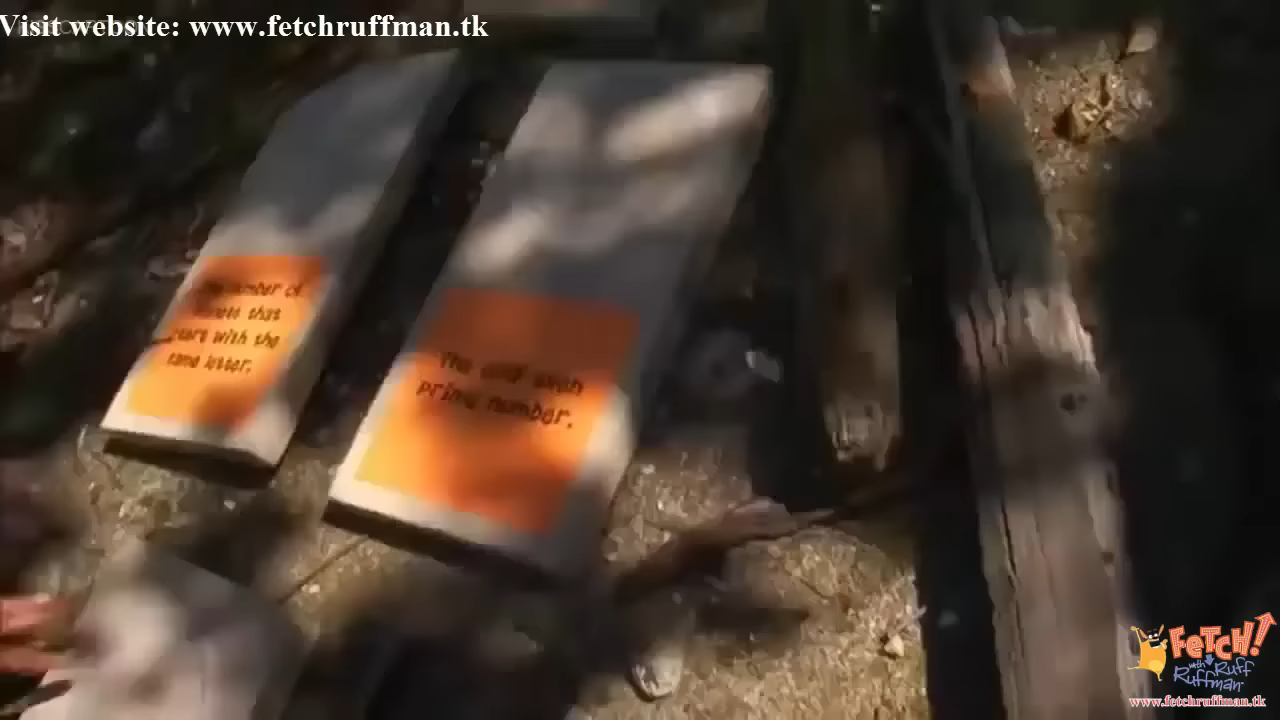 Visit website: www.fetchruffman.tk
number of
that
with the
same letter.
The only even
prime number.
FETCH!
with
Ruff
Ruffman
www.fetchruffman.tk